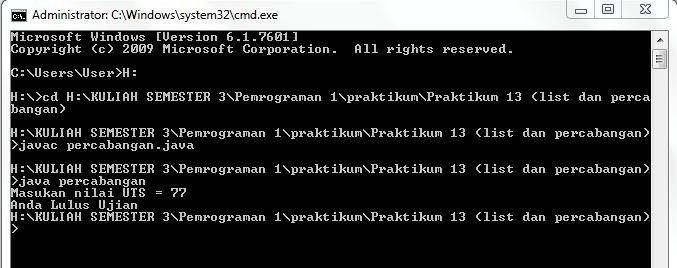 Administrator: C:\Windows\system32\cmd.exe
Microsoft Windows [Version 6.1.7601]
Copyright (c) 2009 Microsoft Corporation.  All rights reserved.
C:\Users\User>H:
H:\>cd H:\KULIAH SEMESTER 3\Pemrograman 1\praktikum\Praktikum 13 (list dan perca
bangan)
H:\KULIAH SEMESTER 3\Pemrograman 1\praktikum\Praktikum 13 (list dan percabangan)
>javac percabangan.java
H:\KULIAH SEMESTER 3\Pemrograman 1\praktikum\Praktikum 13 (list dan percabangan)
>java percabangan
Masukan nilai UTS = 77
Anda Lulus Ujian
H:\KULIAH SEMESTER 3\Pemrograman 1\praktikum\Praktikum 13 (list dan percabangan)
>